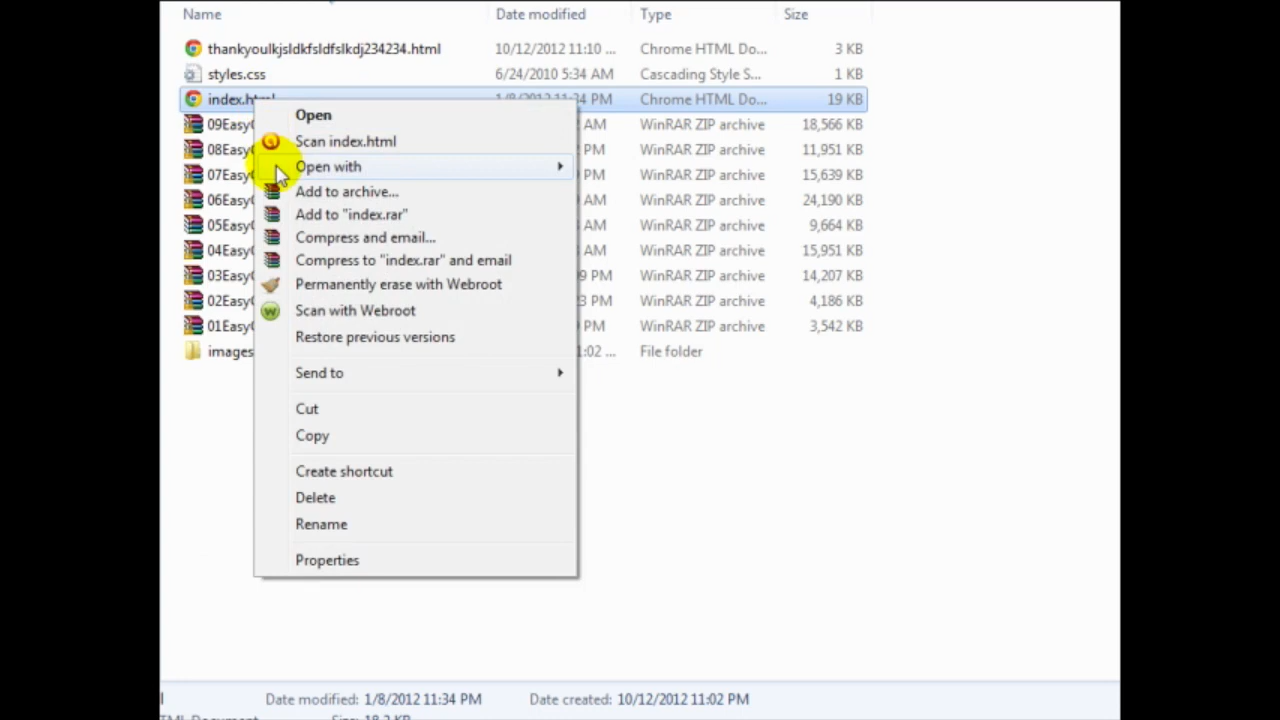 Name Date modified Type Size
thankyoulkjsldkfsldfslkdj234234.html 10/12/2012 11:10 ... Chrome HTML Do... 3 KB
styles.css 6/24/2010 5:34 AM Cascading Style S... 1 KB
index.html 1/8/2012 11:34 PM Chrome HTML Do... 19 KB
09Easy AM WinRAR ZIP archive 18,566 KB
08Easy PM WinRAR ZIP archive 11,951 KB
07Easy PM WinRAR ZIP archive 15,639 KB
06Easy AM WinRAR ZIP archive 24,190 KB
05Easy AM WinRAR ZIP archive 9,664 KB
04Easy AM WinRAR ZIP archive 15,951 KB
03Easy PM WinRAR ZIP archive 14,207 KB
02Easy PM WinRAR ZIP archive 4,186 KB
01Easy PM WinRAR ZIP archive 3,542 KB
images 1:02 ... File folder
Open
Scan index.html
Open with
Add to archive...
Add to "index.rar"
Compress and email...
Compress to "index.rar" and email
Permanently erase with Webroot
Scan with Webroot
Restore previous versions
Send to
Cut
Copy
Create shortcut
Delete
Rename
Properties
Date modified: 1/8/2012 11:34 PM Date created: 10/12/2012 11:02 PM
Size: 18.2 KB